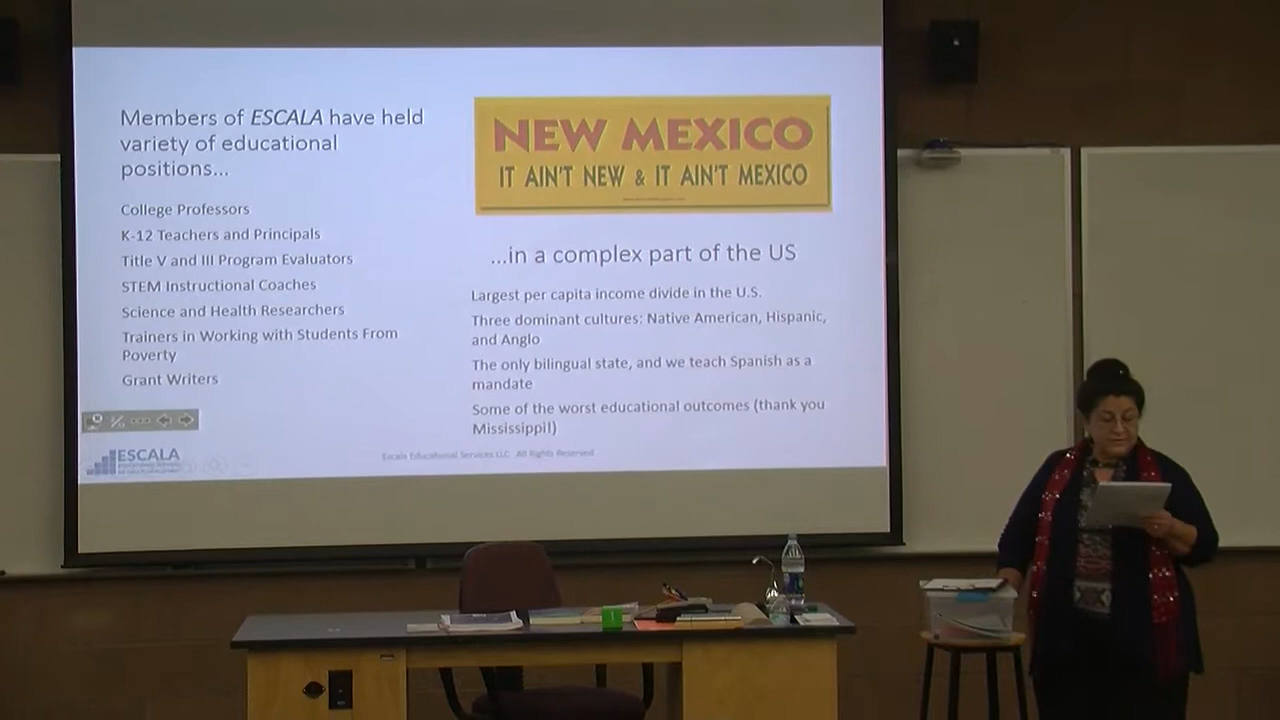 Members of ESCALA have held
variety of educational
positions...
College Professors
K-12 Teachers and Principals
Title V and III Program Evaluators
STEM Instructional Coaches
Science and Health Researchers
Trainers in Working with Students From
Poverty
Grant Writers
NEW MEXICO
IT AIN'T NEW & IT AIN'T MEXICO
...in a complex part of the US
Largest per capita income divide in the U.S.
Three dominant cultures: Native American, Hispanic,
and Anglo
The only bilingual state, and we teach Spanish as a
mandate
Some of the worst educational outcomes (thank you
Mississippi!)
ESCALA
Escala Educational Services LLC All Rights Reserved